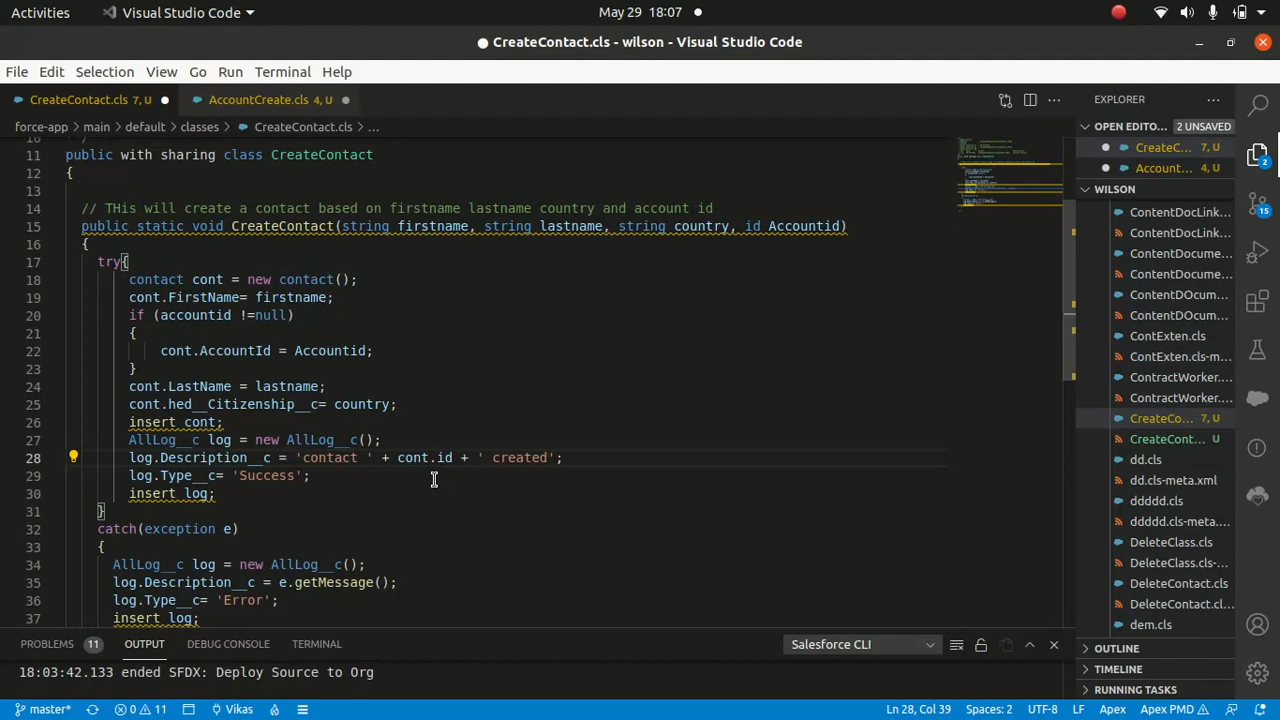 Activities
Visual Studio Code
May 29 18:07
CreateContact.cls - wilson - Visual Studio Code
File Edit Selection View Go Run Terminal Help
CreateContact.cls 7, U
AccountCreate.cls 4, U
force-app > main > default > classes > CreateContact.cls > ...
11 public with sharing class CreateContact
12 {
13
14 // THis will create a contact based on firstname lastname country and account id
15 public static void CreateContact(string firstname, string lastname, string country, id Accountid)
16 {
17 try{
18 contact cont = new contact();
19 cont.FirstName= firstname;
20 if (accountid !=null)
21 {
22 cont.AccountId = Accountid;
23 }
24 cont.LastName = lastname;
25 cont.hed__Citizenship__c= country;
26 insert cont;
27 AllLog__c log = new AllLog__c();
28 log.Description__c = 'contact ' + cont.id + ' created';
29 log.Type__c= 'Success';
30 insert log;
31 }
32 catch(exception e)
33 {
34 AllLog__c log = new AllLog__c();
35 log.Description__c = e.getMessage();
36 log.Type__c= 'Error';
37 insert log;
EXPLORER
OPEN EDITO... 2 UNSAVED
CreateC... 7, U
Account... 4, U
WILSON
ContentDocLink...
ContentDocLink...
ContentDocume...
ContentDocume...
ContentDOcum...
ContentDOcum...
ContExten.cls
ContExten.cls-m...
ContractWorker....
ContractWorker....
CreateCo... 7, U
CreateCont... U
dd.cls
dd.cls-meta.xml
ddddd.cls
ddddd.cls-meta...
DeleteClass.cls
DeleteClass.cls-...
DeleteContact.cls
DeleteContact.cl...
dem.cls
OUTLINE
TIMELINE
RUNNING TASKS
2
15
PROBLEMS 11 OUTPUT DEBUG CONSOLE TERMINAL
Salesforce CLI
18:03:42.133 ended SFDX: Deploy Source to Org
master* 0 11 Vikas
Ln 28, Col 39 Spaces: 2 UTF-8 LF Apex Apex PMD